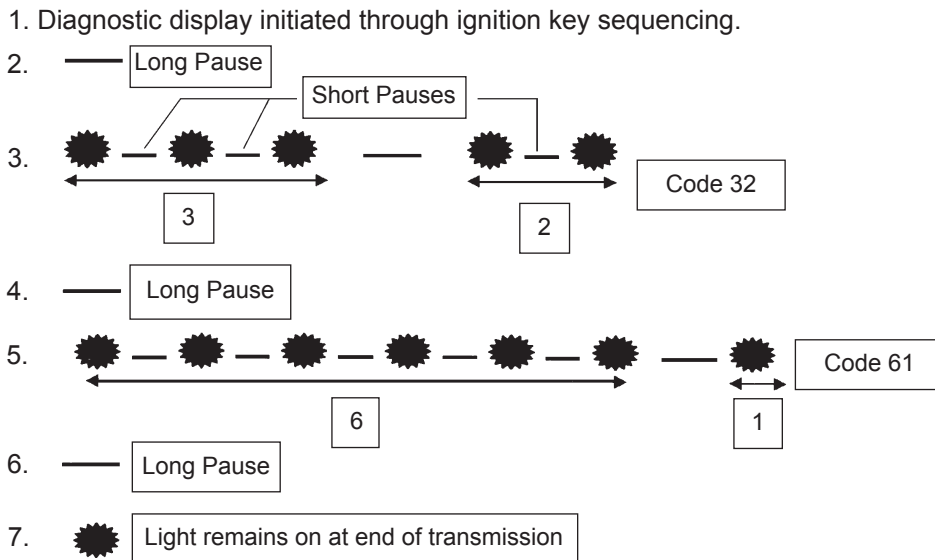 1. Diagnostic display initiated through ignition key sequencing.
2. Long Pause
Short Pauses
3.
Code 32
3
2
4. Long Pause
5.
Code 61
6
1
6. Long Pause
7. Light remains on at end of transmission